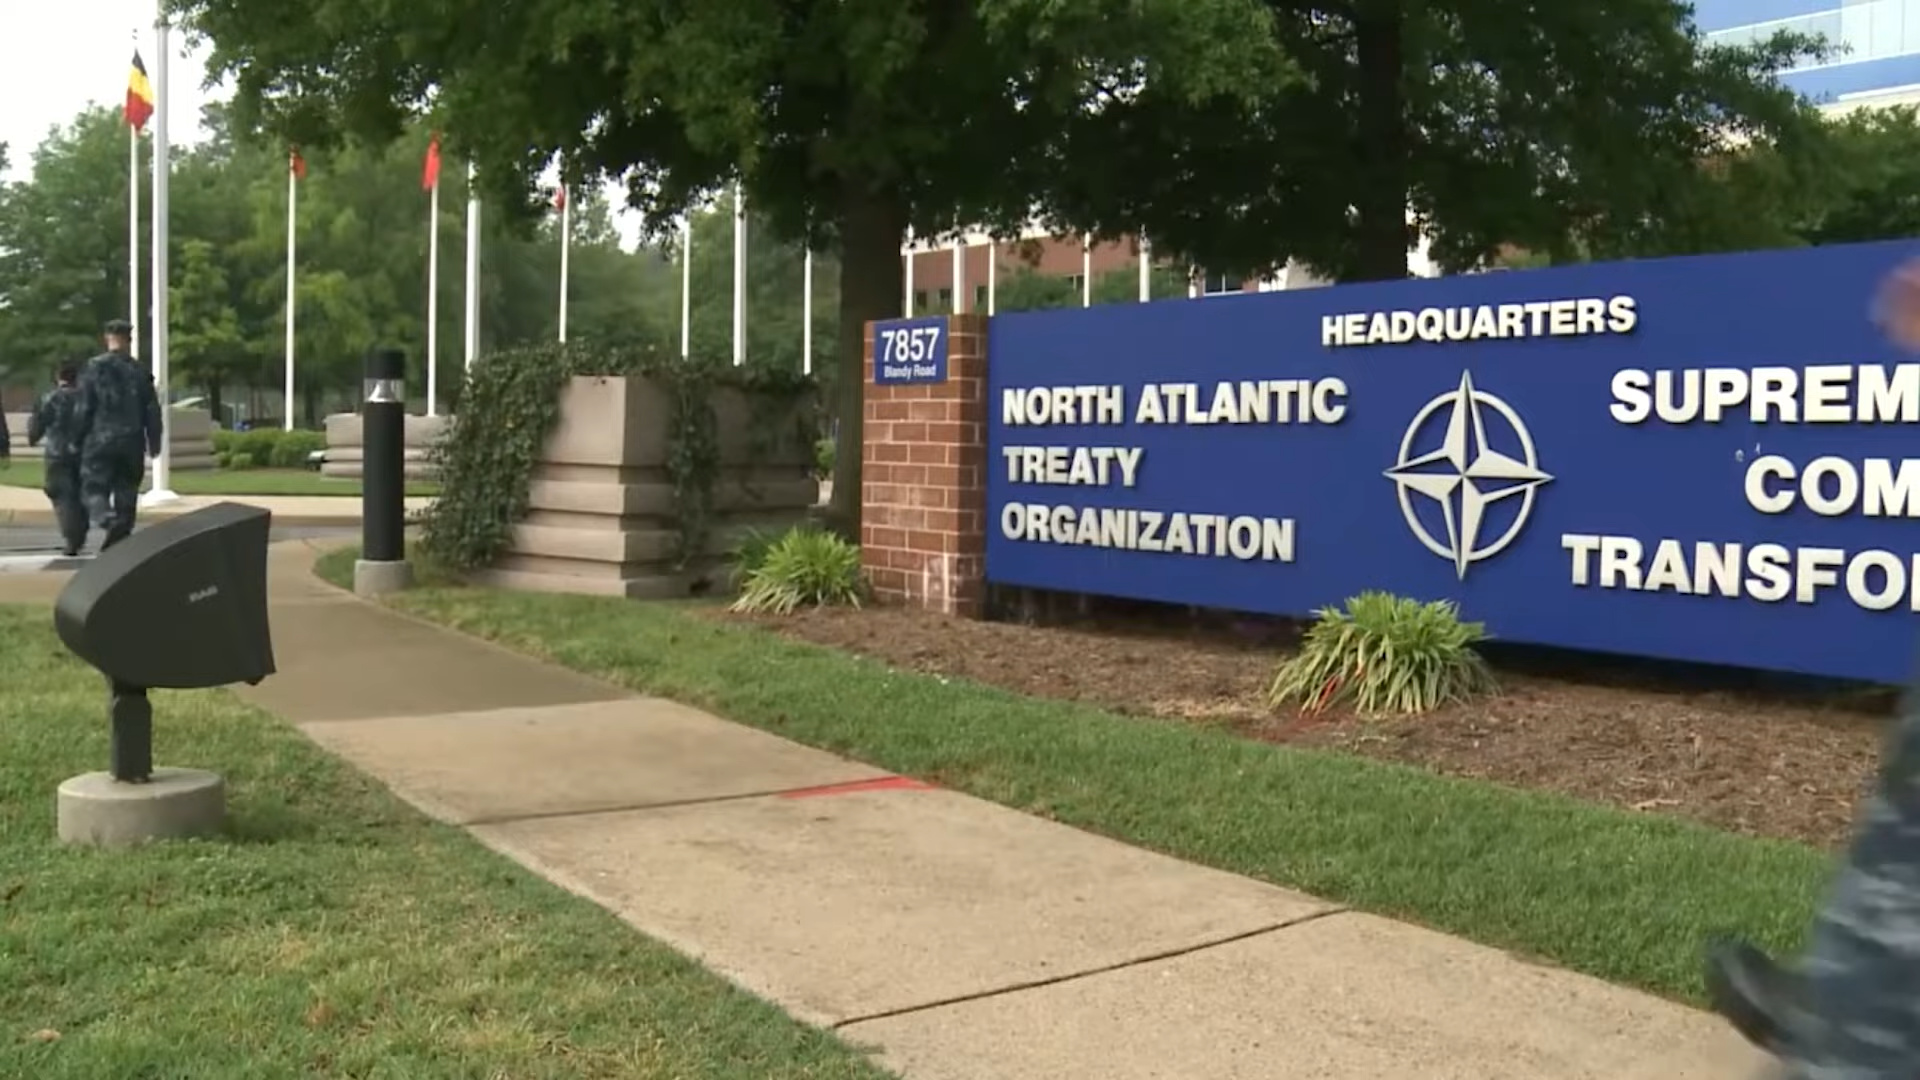 7857
Blandy Road
HEADQUARTERS
NORTH ATLANTIC
TREATY
ORGANIZATION
SUPREM
COM
TRANSFO